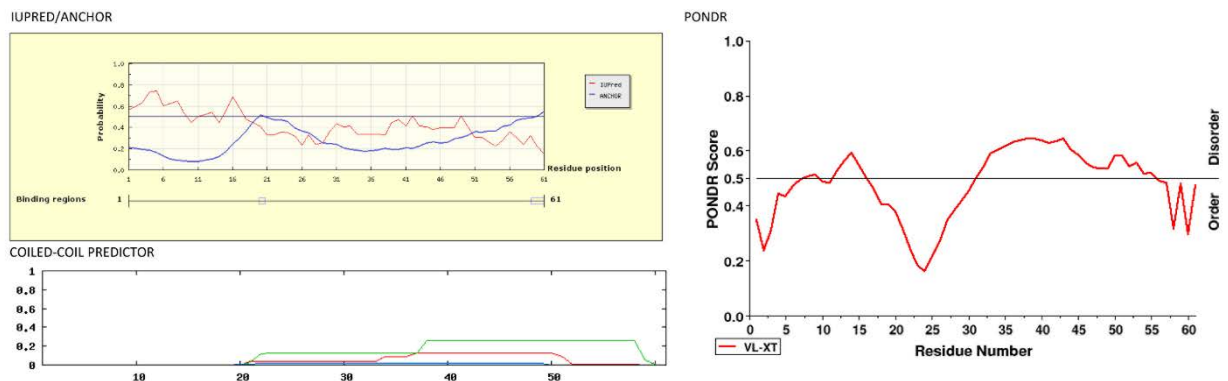 IUPRED/ANCHOR
1.0
0.8
0.6
0.4
0.2
0.0
Probability
1 6 11 16 21 26 31 36 41 46 51 56 61
Residue position
IUPred
ANCHOR
Binding regions 1 61
COILED-COIL PREDICTOR
1
0.8
0.6
0.4
0.2
0
10 20 30 40 50
PONDR
1.0
0.8
0.6
0.5
0.4
0.2
0.0
PONDR Score
Disorder
Order
0 5 10 15 20 25 30 35 40 45 50 55 60
VL-XT
Residue Number